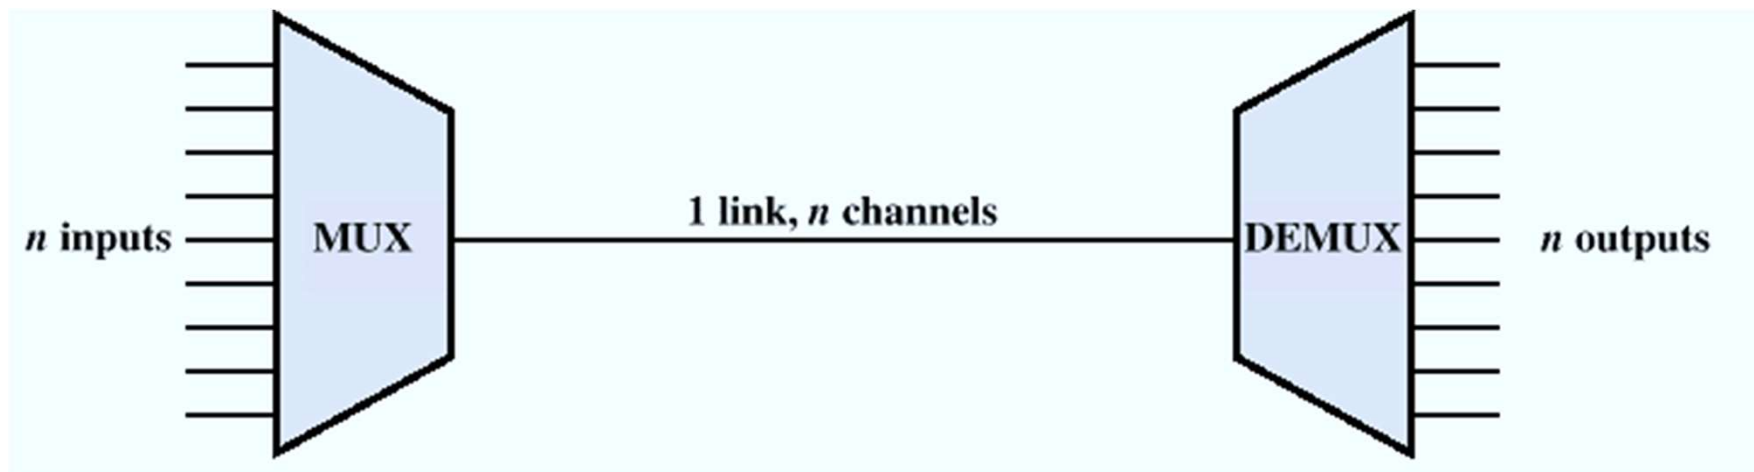 n inputs
MUX
1 link, n channels
DEMUX
n outputs